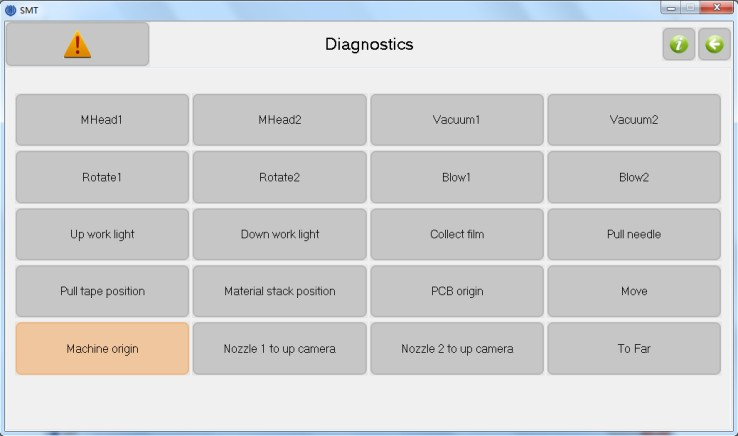 SMT
Diagnostics
MHead1 MHead2 Vacuum1 Vacuum2
Rotate1 Rotate2 Blow1 Blow2
Up work light Down work light Collect film Pull needle
Pull tape position Material stack position PCB origin Move
Machine origin Nozzle 1 to up camera Nozzle 2 to up camera To Far